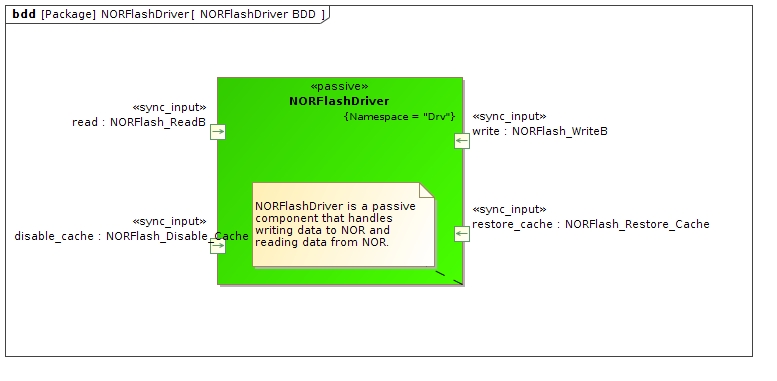 bdd [Package] NORFlashDriver[ NORFlashDriver BDD ]
«passive»
NORFlashDriver
{Namespace = "Drv"}
«sync_input»
read : NORFlash_ReadB
«sync_input»
write : NORFlash_WriteB
«sync_input»
disable_cache : NORFlash_Disable_Cache
«sync_input»
restore_cache : NORFlash_Restore_Cache
NORFlashDriver is a passive
component that handles
writing data to NOR and
reading data from NOR.